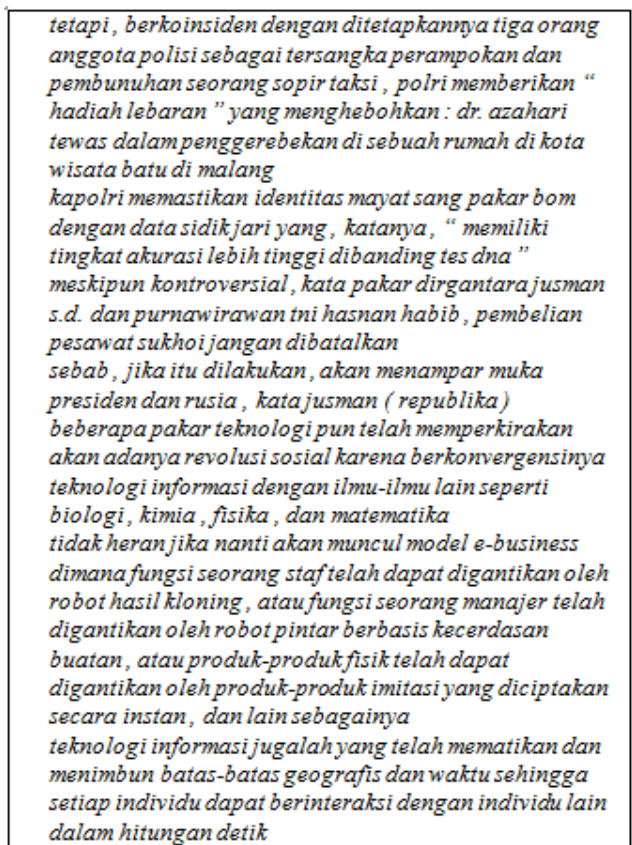 tetapi , berkoinsiden dengan ditetapkannya tiga orang
anggota polisi sebagai tersangka perampokan dan
pembunuhan seorang sopir taksi , polri memberikan “
hadiah lebaran ” yang menghebohkan : dr. azahari
tewas dalam penggerebekan di sebuah rumah di kota
wisata batu di malang
kapolri memastikan identitas mayat sang pakar bom
dengan data sidik jari yang , katanya , “ memiliki
tingkat akurasi lebih tinggi dibanding tes dna ”
meskipun kontroversial , kata pakar dirgantara jusman
s.d. dan purnawirawan tni hasnan habib , pembelian
pesawat sukhoi jangan dibatalkan
sebab , jika itu dilakukan , akan menampar muka
presiden dan rusia , kata jusman ( republika )
beberapa pakar teknologi pun telah memperkirakan
akan adanya revolusi sosial karena berkonvergensinya
teknologi informasi dengan ilmu-ilmu lain seperti
biologi , kimia , fisika , dan matematika
tidak heran jika nanti akan muncul model e-business
dimana fungsi seorang staf telah dapat digantikan oleh
robot hasil kloning , atau fungsi seorang manajer telah
digantikan oleh robot pintar berbasis kecerdasan
buatan , atau produk-produk fisik telah dapat
digantikan oleh produk-produk imitasi yang diciptakan
secara instan , dan lain sebagainya
teknologi informasi jugalah yang telah mematikan dan
menimbun batas-batas geografis dan waktu sehingga
setiap individu dapat berinteraksi dengan individu lain
dalam hitungan detik